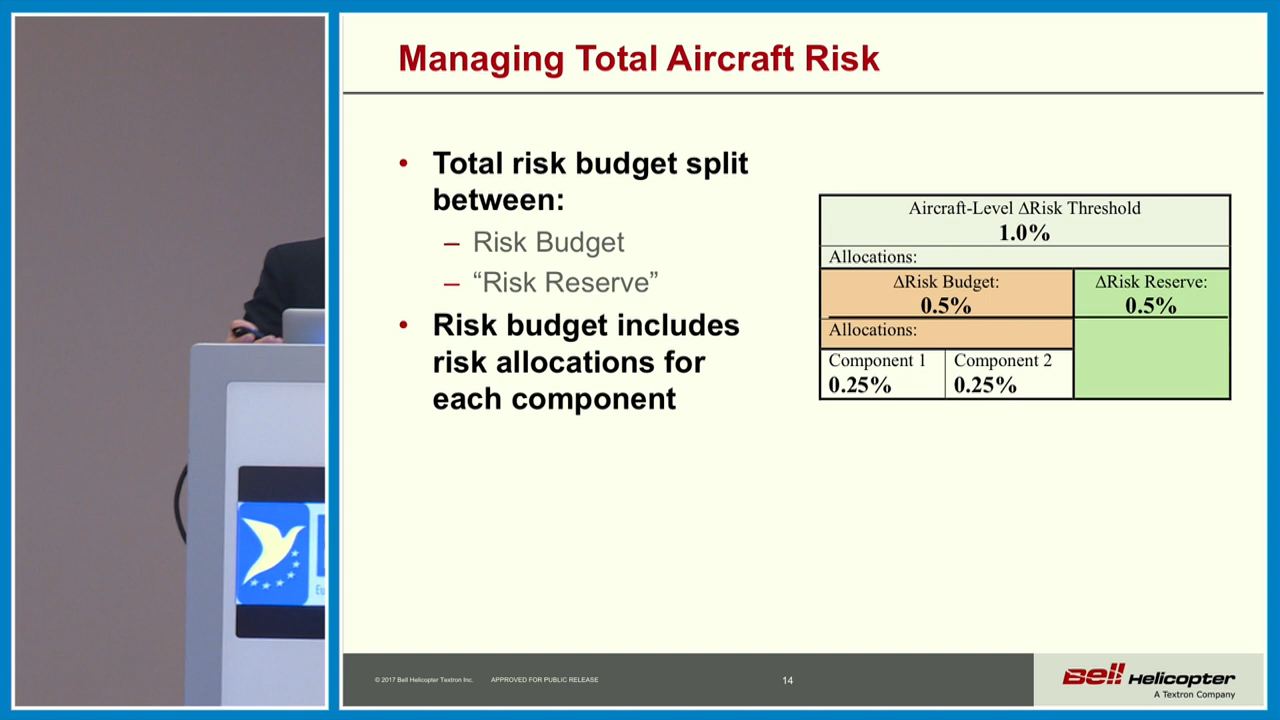 Managing Total Aircraft Risk
• Total risk budget split
between:
– Risk Budget
– “Risk Reserve”
• Risk budget includes
risk allocations for
each component
Aircraft-Level ΔRisk Threshold
1.0%
Allocations:
ΔRisk Budget:
0.5%
ΔRisk Reserve:
0.5%
Allocations:
Component 1
0.25%
Component 2
0.25%
© 2017 Bell Helicopter Textron Inc. APPROVED FOR PUBLIC RELEASE
14
Bell Helicopter
A Textron Company